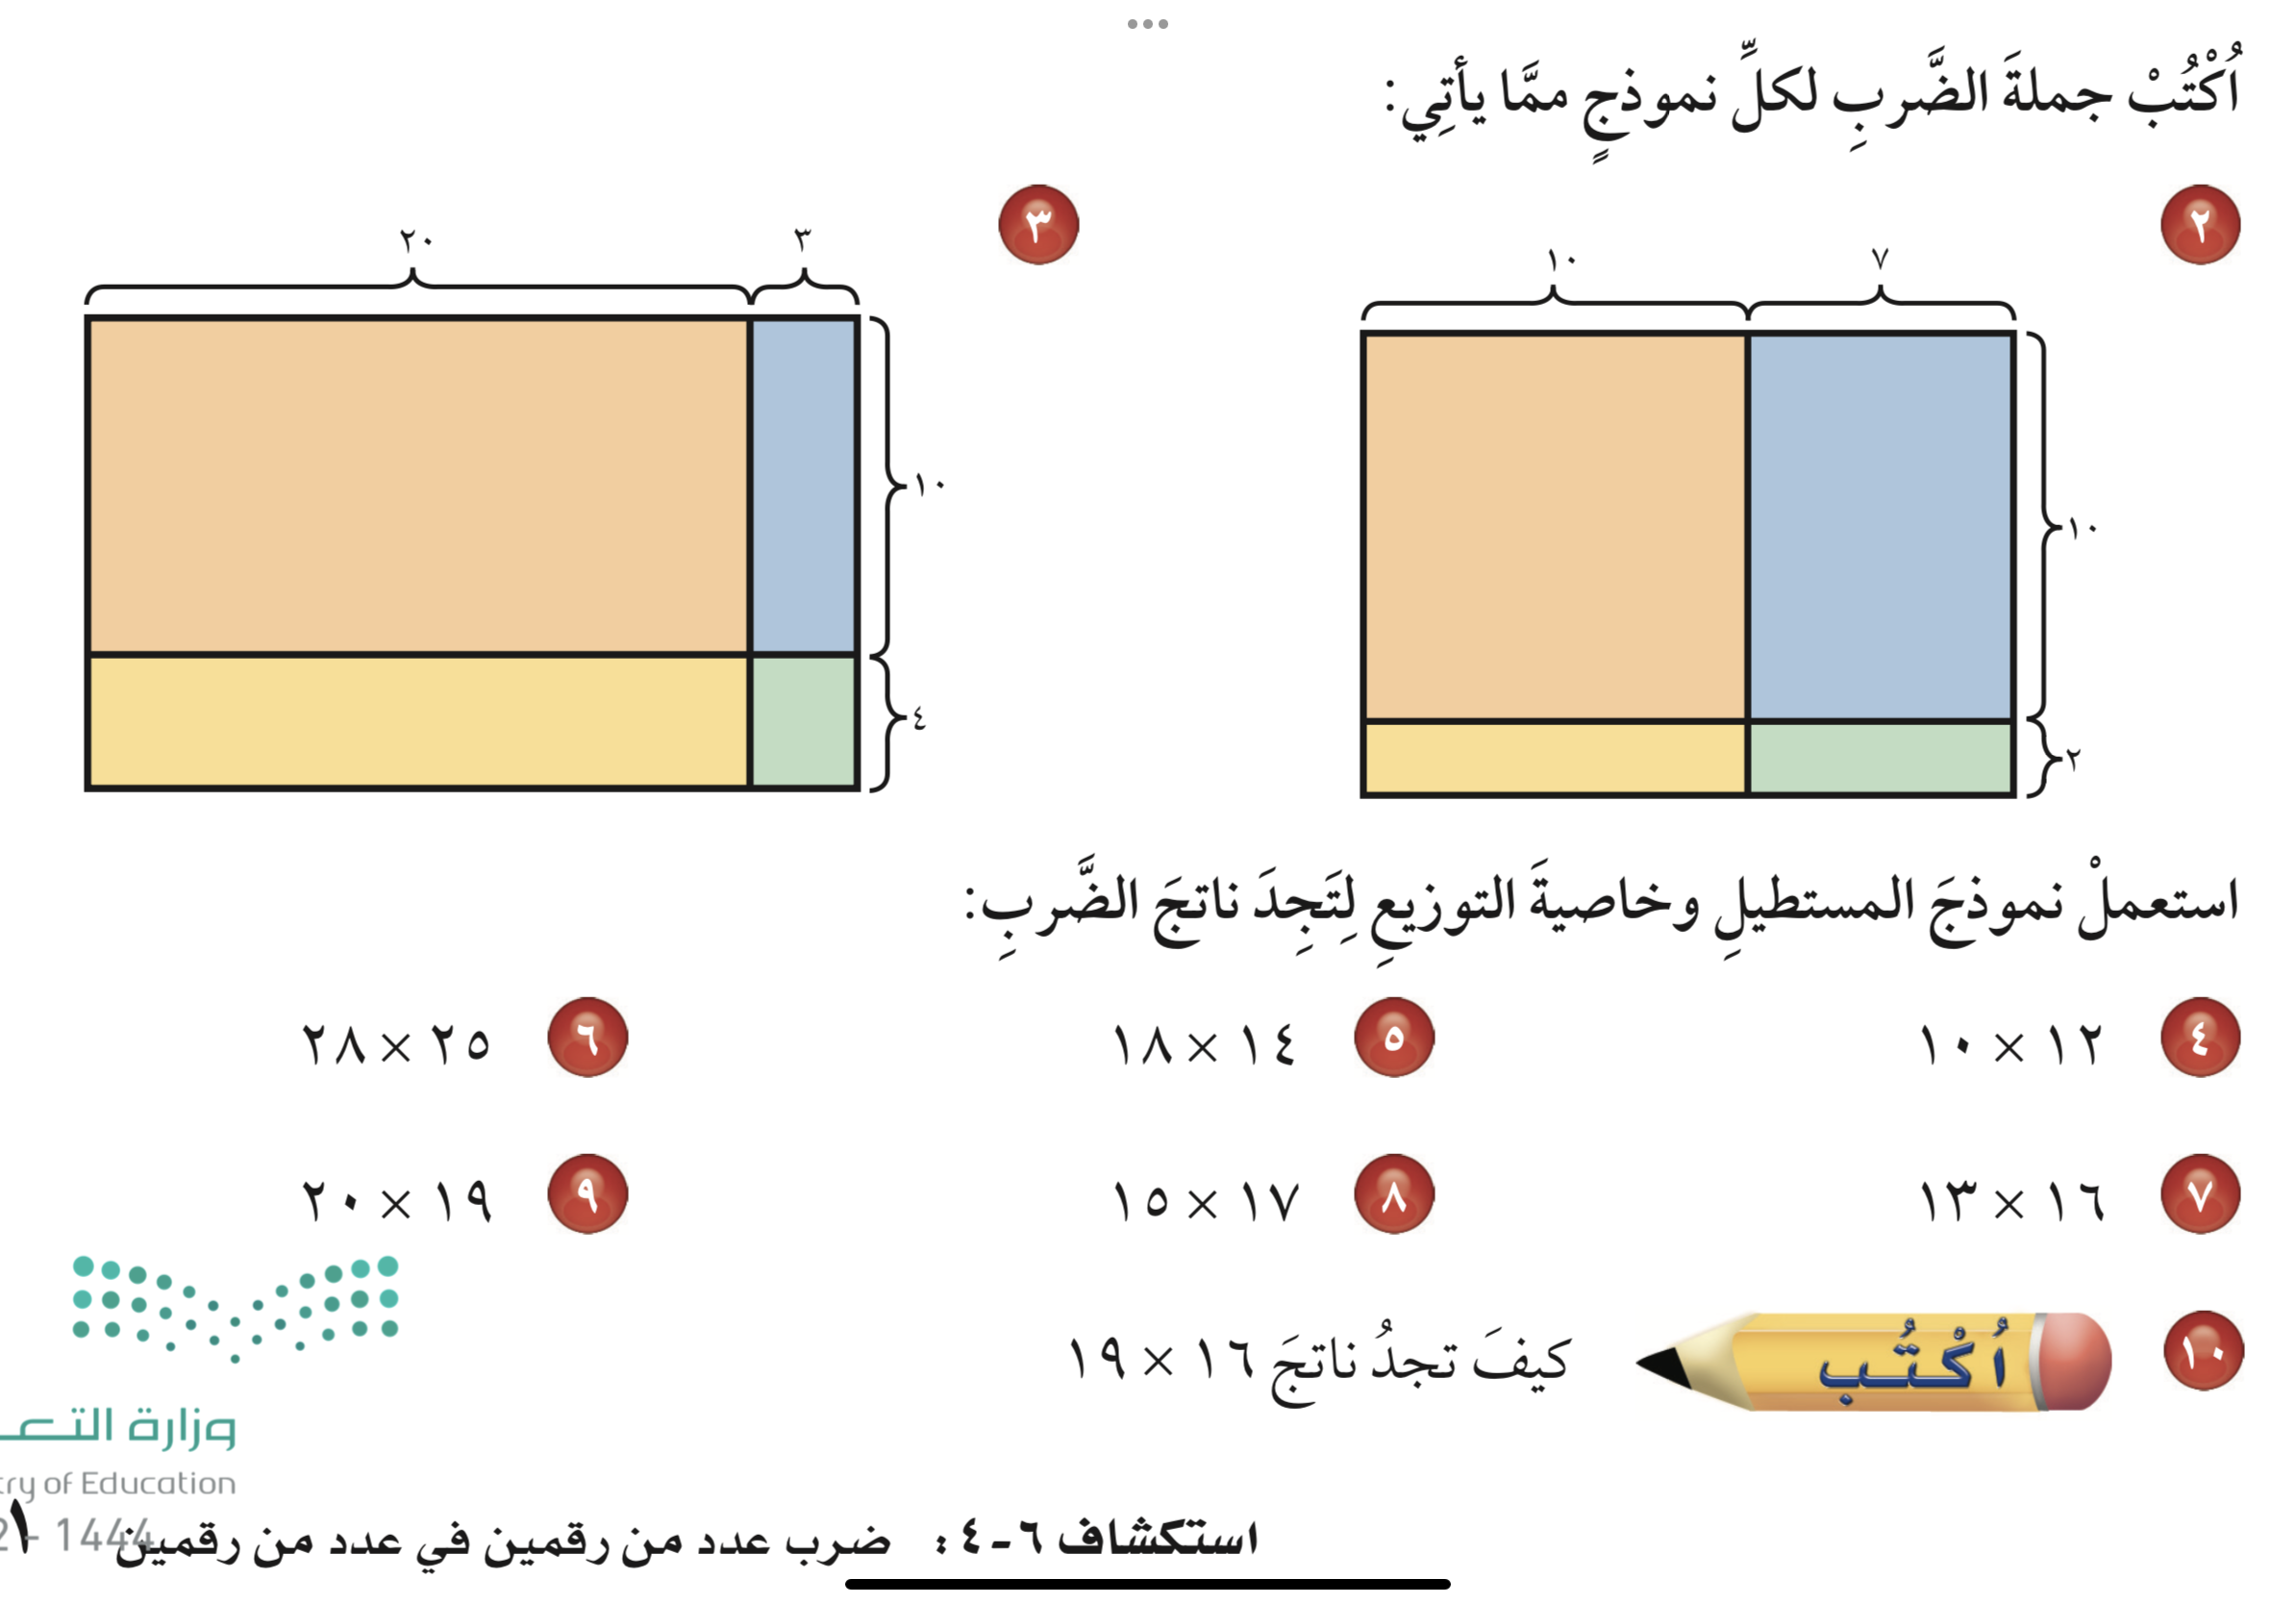 اُكْتُبْ جملةَ الضَّربِ لكلِّ نموذجٍ ممَّا يأتِي:
٢
٧
١٠
١٠
٢
٣
٣
٢٠
١٠
٤
استعملْ نموذجَ المستطيلِ وخاصيةَ التوزيعِ لِتَجِدَ ناتجَ الضَّربِ:
٤ ١٢ × ١٠
٥ ١٤ × ١٨
٦ ٢٥ × ٢٨
٧ ١٦ × ١٣
٨ ١٧ × ١٥
٩ ١٩ × ٢٠
١٠ اُكْتُب كيفَ تجدُ ناتجَ ١٦ × ١٩
وزارة التعـ
try of Education
2 - 1444
استكشاف ٦-٤: ضرب عدد من رقمين في عدد من رقمين